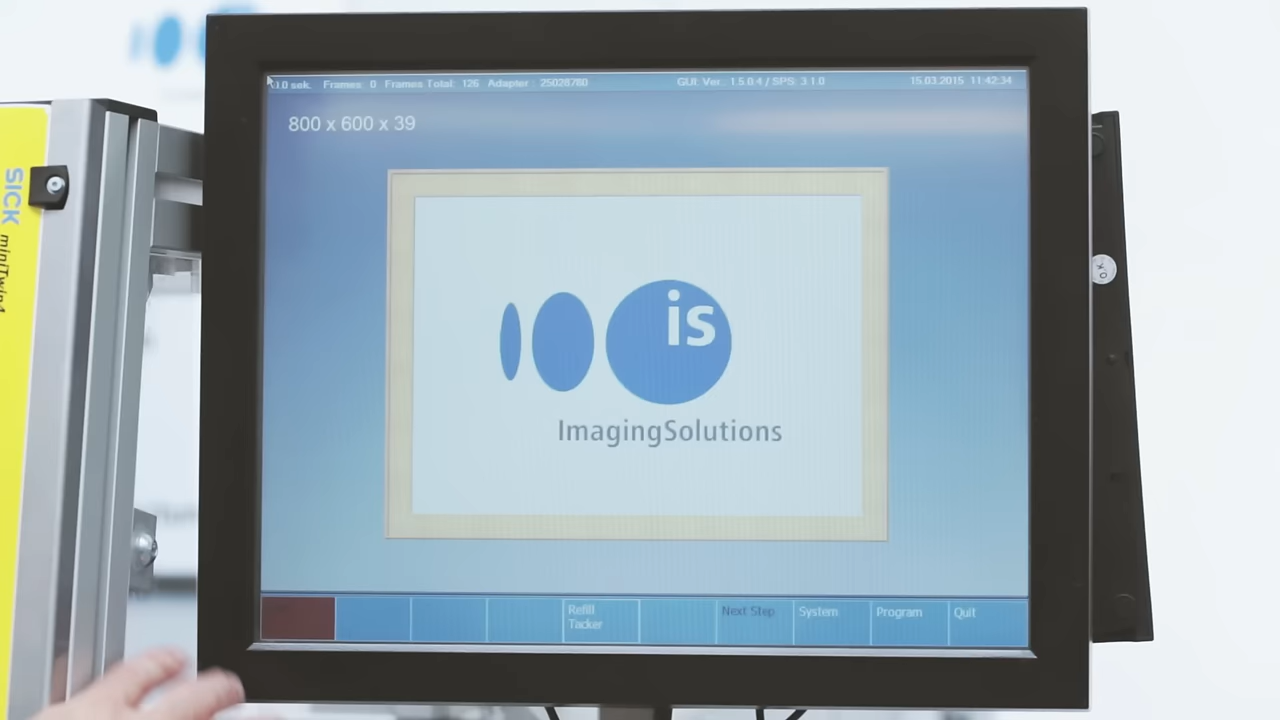 1.0 sek. Frames: 0 Frames Total: 126 Adapter: 25028780 GUI: Ver.: 1.5.0.4 / SPS: 3.1.0 15.03.2015 11:42:34
800 x 600 x 39
is
ImagingSolutions
Refill
Tacker
Next Step
System
Program
Quit
SICK
miniTwin4